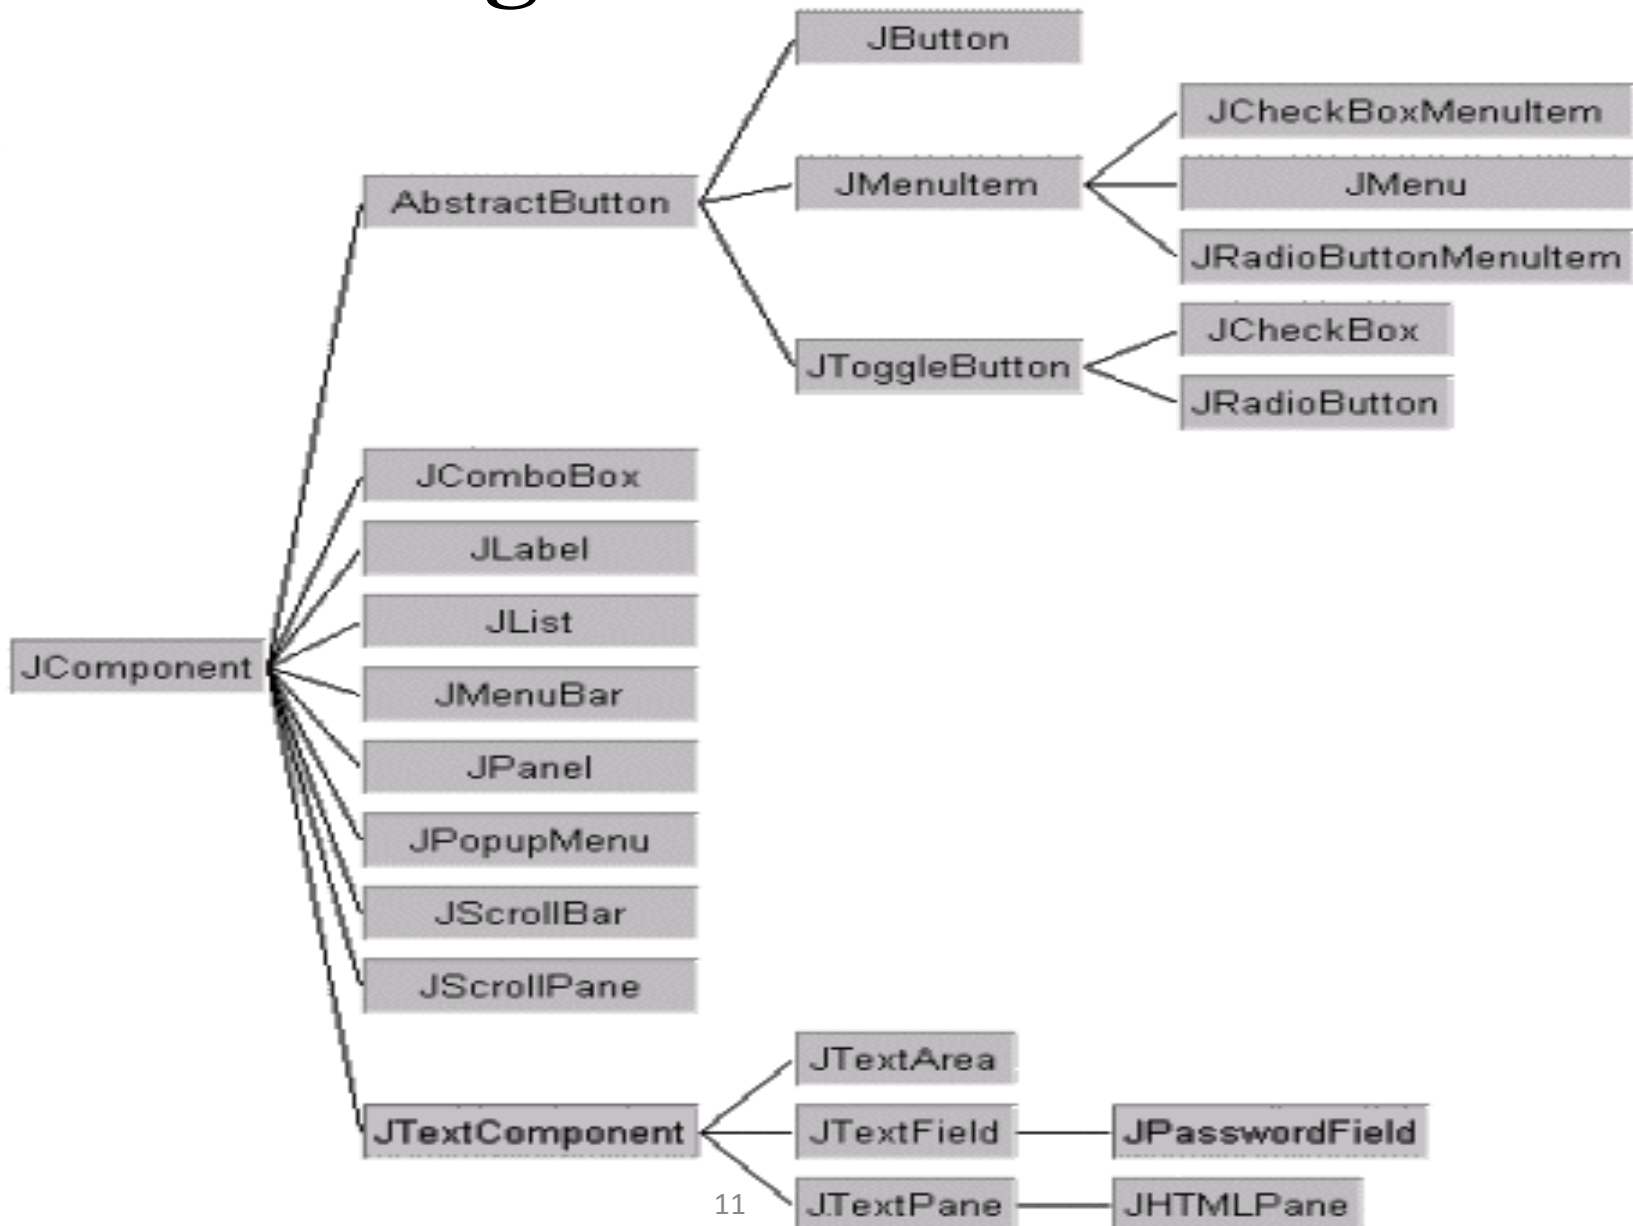 JButton
JCheckBoxMenuItem
JMenuItem
JMenu
AbstractButton
JRadioButtonMenuItem
JCheckBox
JToggleButton
JRadioButton
JComboBox
JLabel
JList
JComponent
JMenuBar
JPanel
JPopupMenu
JScrollBar
JScrollPane
JTextArea
JTextComponent
JTextField
JPasswordField
JTextPane
JHTMLPane
11